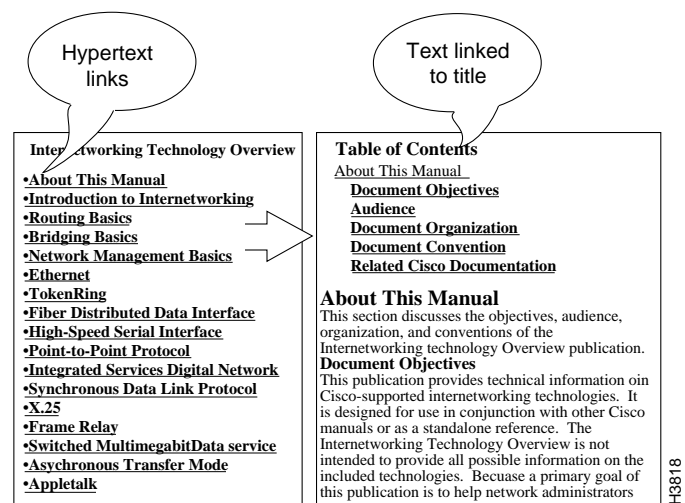 Hypertext
links
Text linked
to title
Internetworking Technology Overview
•About This Manual
•Introduction to Internetworking
•Routing Basics
•Bridging Basics
•Network Management Basics
•Ethernet
•TokenRing
•Fiber Distributed Data Interface
•High-Speed Serial Interface
•Point-to-Point Protocol
•Integrated Services Digital Network
•Synchronous Data Link Protocol
•X.25
•Frame Relay
•Switched MultimegabitData service
•Asychronous Transfer Mode
•Appletalk
Table of Contents
About This Manual
Document Objectives
Audience
Document Organization
Document Convention
Related Cisco Documentation
About This Manual
This section discusses the objectives, audience,
organization, and conventions of the
Internetworking technology Overview publication.
Document Objectives
This publication provides technical information oin
Cisco-supported internetworking technologies. It
is designed for use in conjunction with other Cisco
manuals or as a standalone reference. The
Internetworking Technology Overview is not
intended to provide all possible information on the
included technologies. Becuase a primary goal of
this publication is to help network administrators
H3818